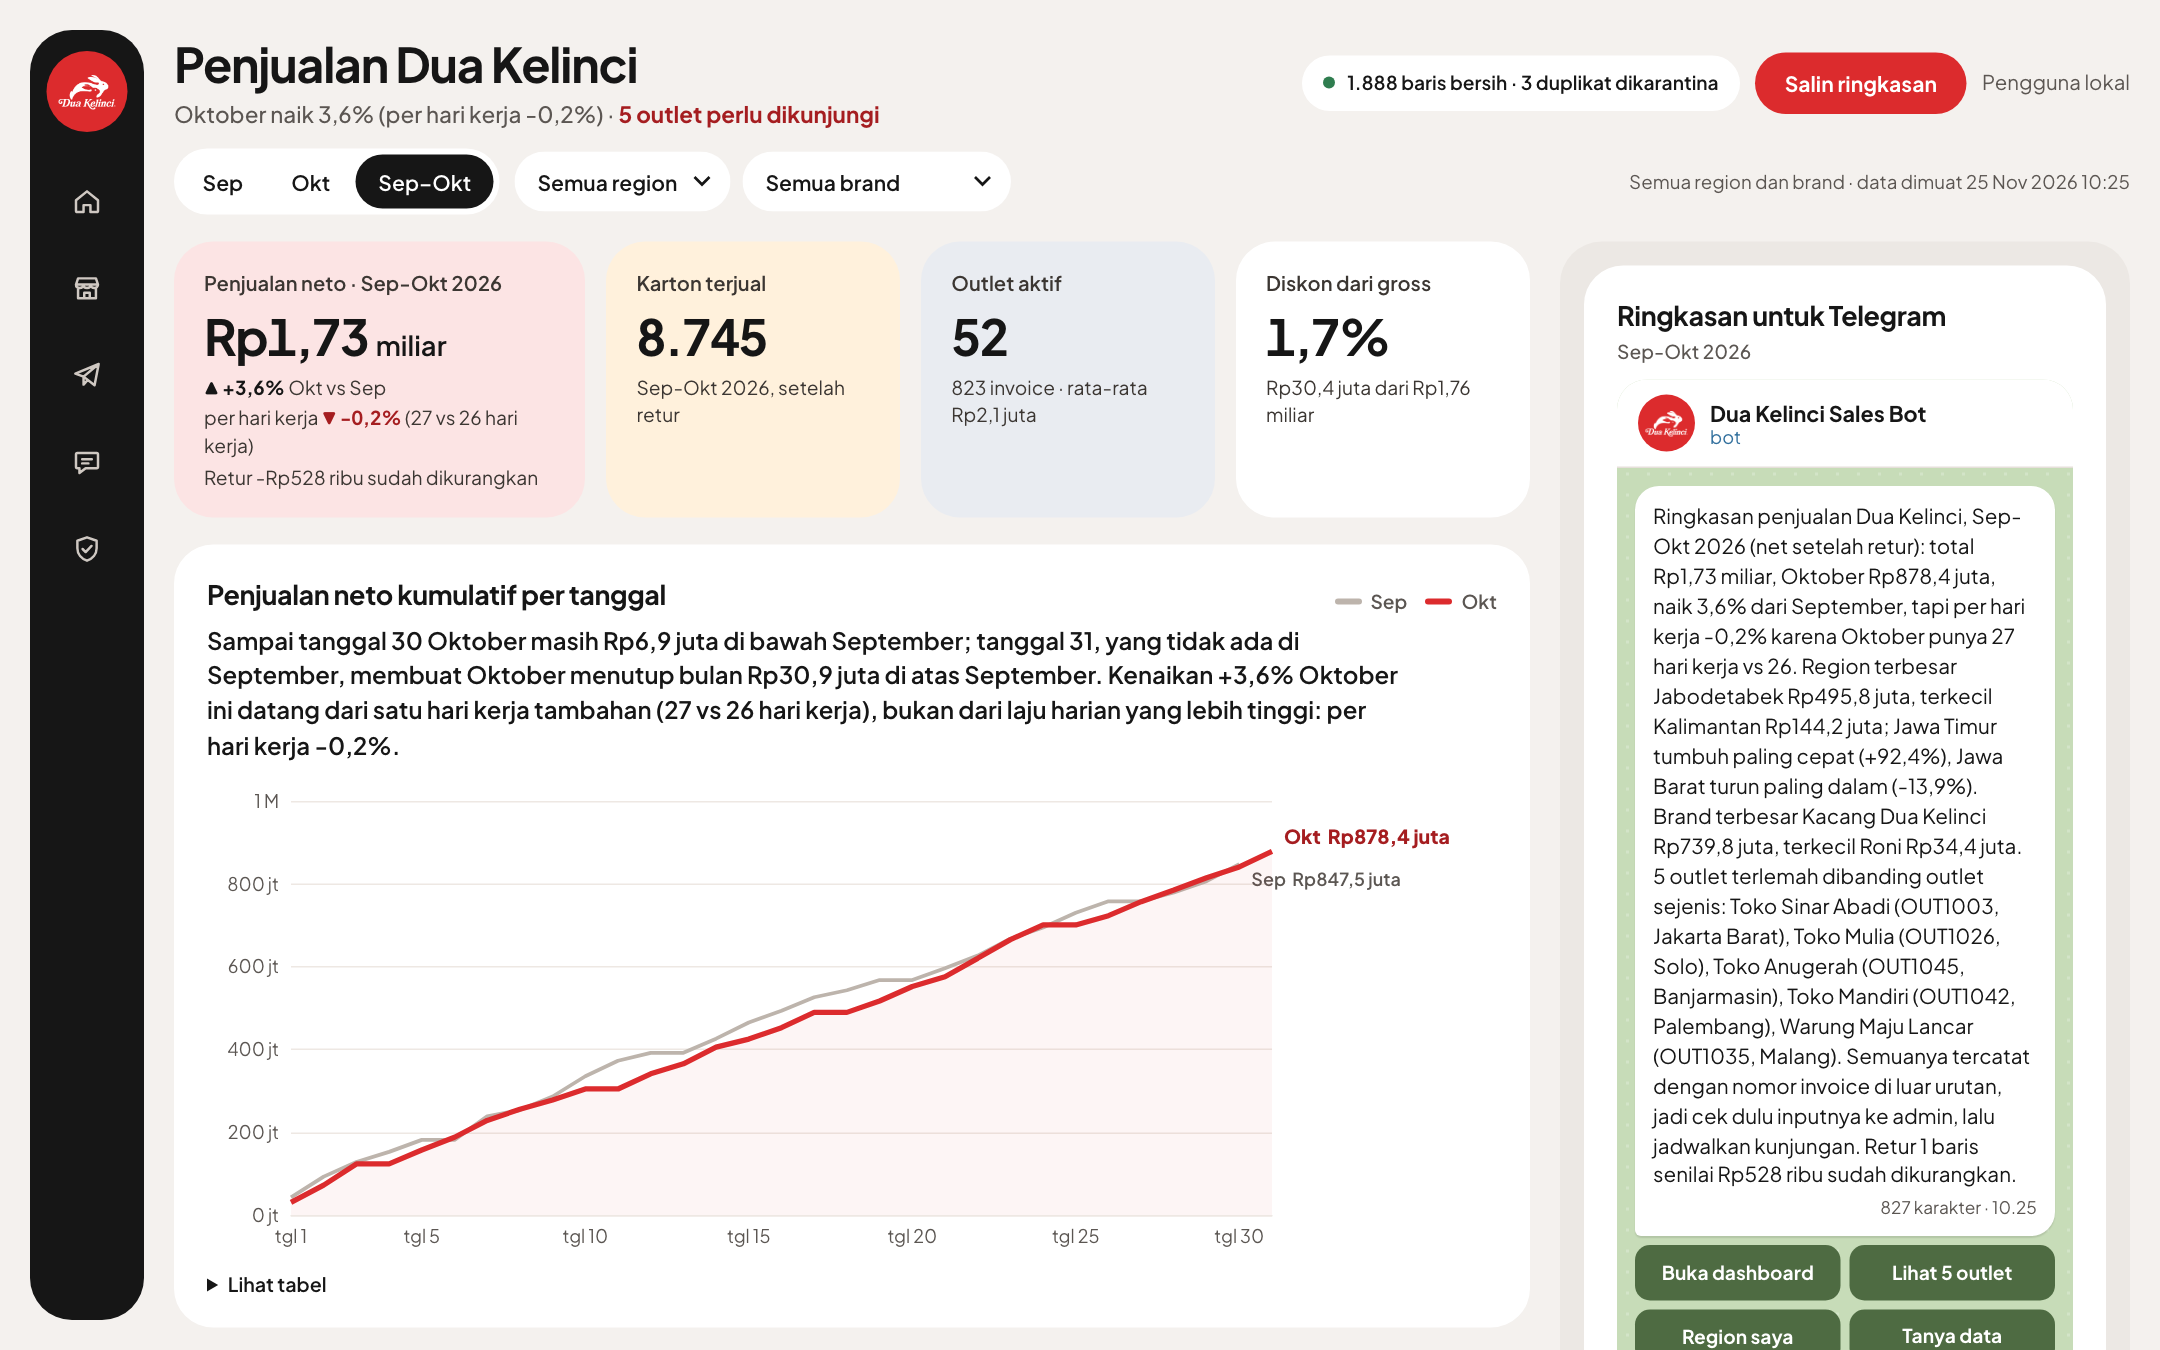 Dua Kelinci
Penjualan Dua Kelinci
Oktober naik 3,6% (per hari kerja -0,2%) · 5 outlet perlu dikunjungi
1.888 baris bersih · 3 duplikat dikarantina
Salin ringkasan
Pengguna lokal
Sep
Okt
Sep-Okt
Semua region
Semua brand
Semua region dan brand · data dimuat 25 Nov 2026 10:25
Penjualan neto · Sep-Okt 2026
Rp1,73 miliar
▲ +3,6% Okt vs Sep
per hari kerja ▼ -0,2% (27 vs 26 hari
kerja)
Retur -Rp528 ribu sudah dikurangkan
Karton terjual
8.745
Sep-Okt 2026, setelah
retur
Outlet aktif
52
823 invoice · rata-rata
Rp2,1 juta
Diskon dari gross
1,7%
Rp30,4 juta dari Rp1,76
miliar
Penjualan neto kumulatif per tanggal
Sep
Okt
Sampai tanggal 30 Oktober masih Rp6,9 juta di bawah September; tanggal 31, yang tidak ada di
September, membuat Oktober menutup bulan Rp30,9 juta di atas September. Kenaikan +3,6% Oktober
ini datang dari satu hari kerja tambahan (27 vs 26 hari kerja), bukan dari laju harian yang lebih tinggi: per
hari kerja -0,2%.
1 M
800 jt
600 jt
400 jt
200 jt
0 jt
Okt Rp878,4 juta
Sep Rp847,5 juta
tgl 1
tgl 5
tgl 10
tgl 15
tgl 20
tgl 25
tgl 30
▶ Lihat tabel
Ringkasan untuk Telegram
Sep-Okt 2026
Dua Kelinci
Dua Kelinci Sales Bot
bot
Ringkasan penjualan Dua Kelinci, Sep-
Okt 2026 (net setelah retur): total
Rp1,73 miliar, Oktober Rp878,4 juta,
naik 3,6% dari September, tapi per hari
kerja -0,2% karena Oktober punya 27
hari kerja vs 26. Region terbesar
Jabodetabek Rp495,8 juta, terkecil
Kalimantan Rp144,2 juta; Jawa Timur
tumbuh paling cepat (+92,4%), Jawa
Barat turun paling dalam (-13,9%).
Brand terbesar Kacang Dua Kelinci
Rp739,8 juta, terkecil Roni Rp34,4 juta.
5 outlet terlemah dibanding outlet
sejenis: Toko Sinar Abadi (OUT1003,
Jakarta Barat), Toko Mulia (OUT1026,
Solo), Toko Anugerah (OUT1045,
Banjarmasin), Toko Mandiri (OUT1042,
Palembang), Warung Maju Lancar
(OUT1035, Malang). Semuanya tercatat
dengan nomor invoice di luar urutan,
jadi cek dulu inputnya ke admin, lalu
jadwalkan kunjungan. Retur 1 baris
senilai Rp528 ribu sudah dikurangkan.
827 karakter · 10.25
Buka dashboard
Lihat 5 outlet
Region saya
Tanya data